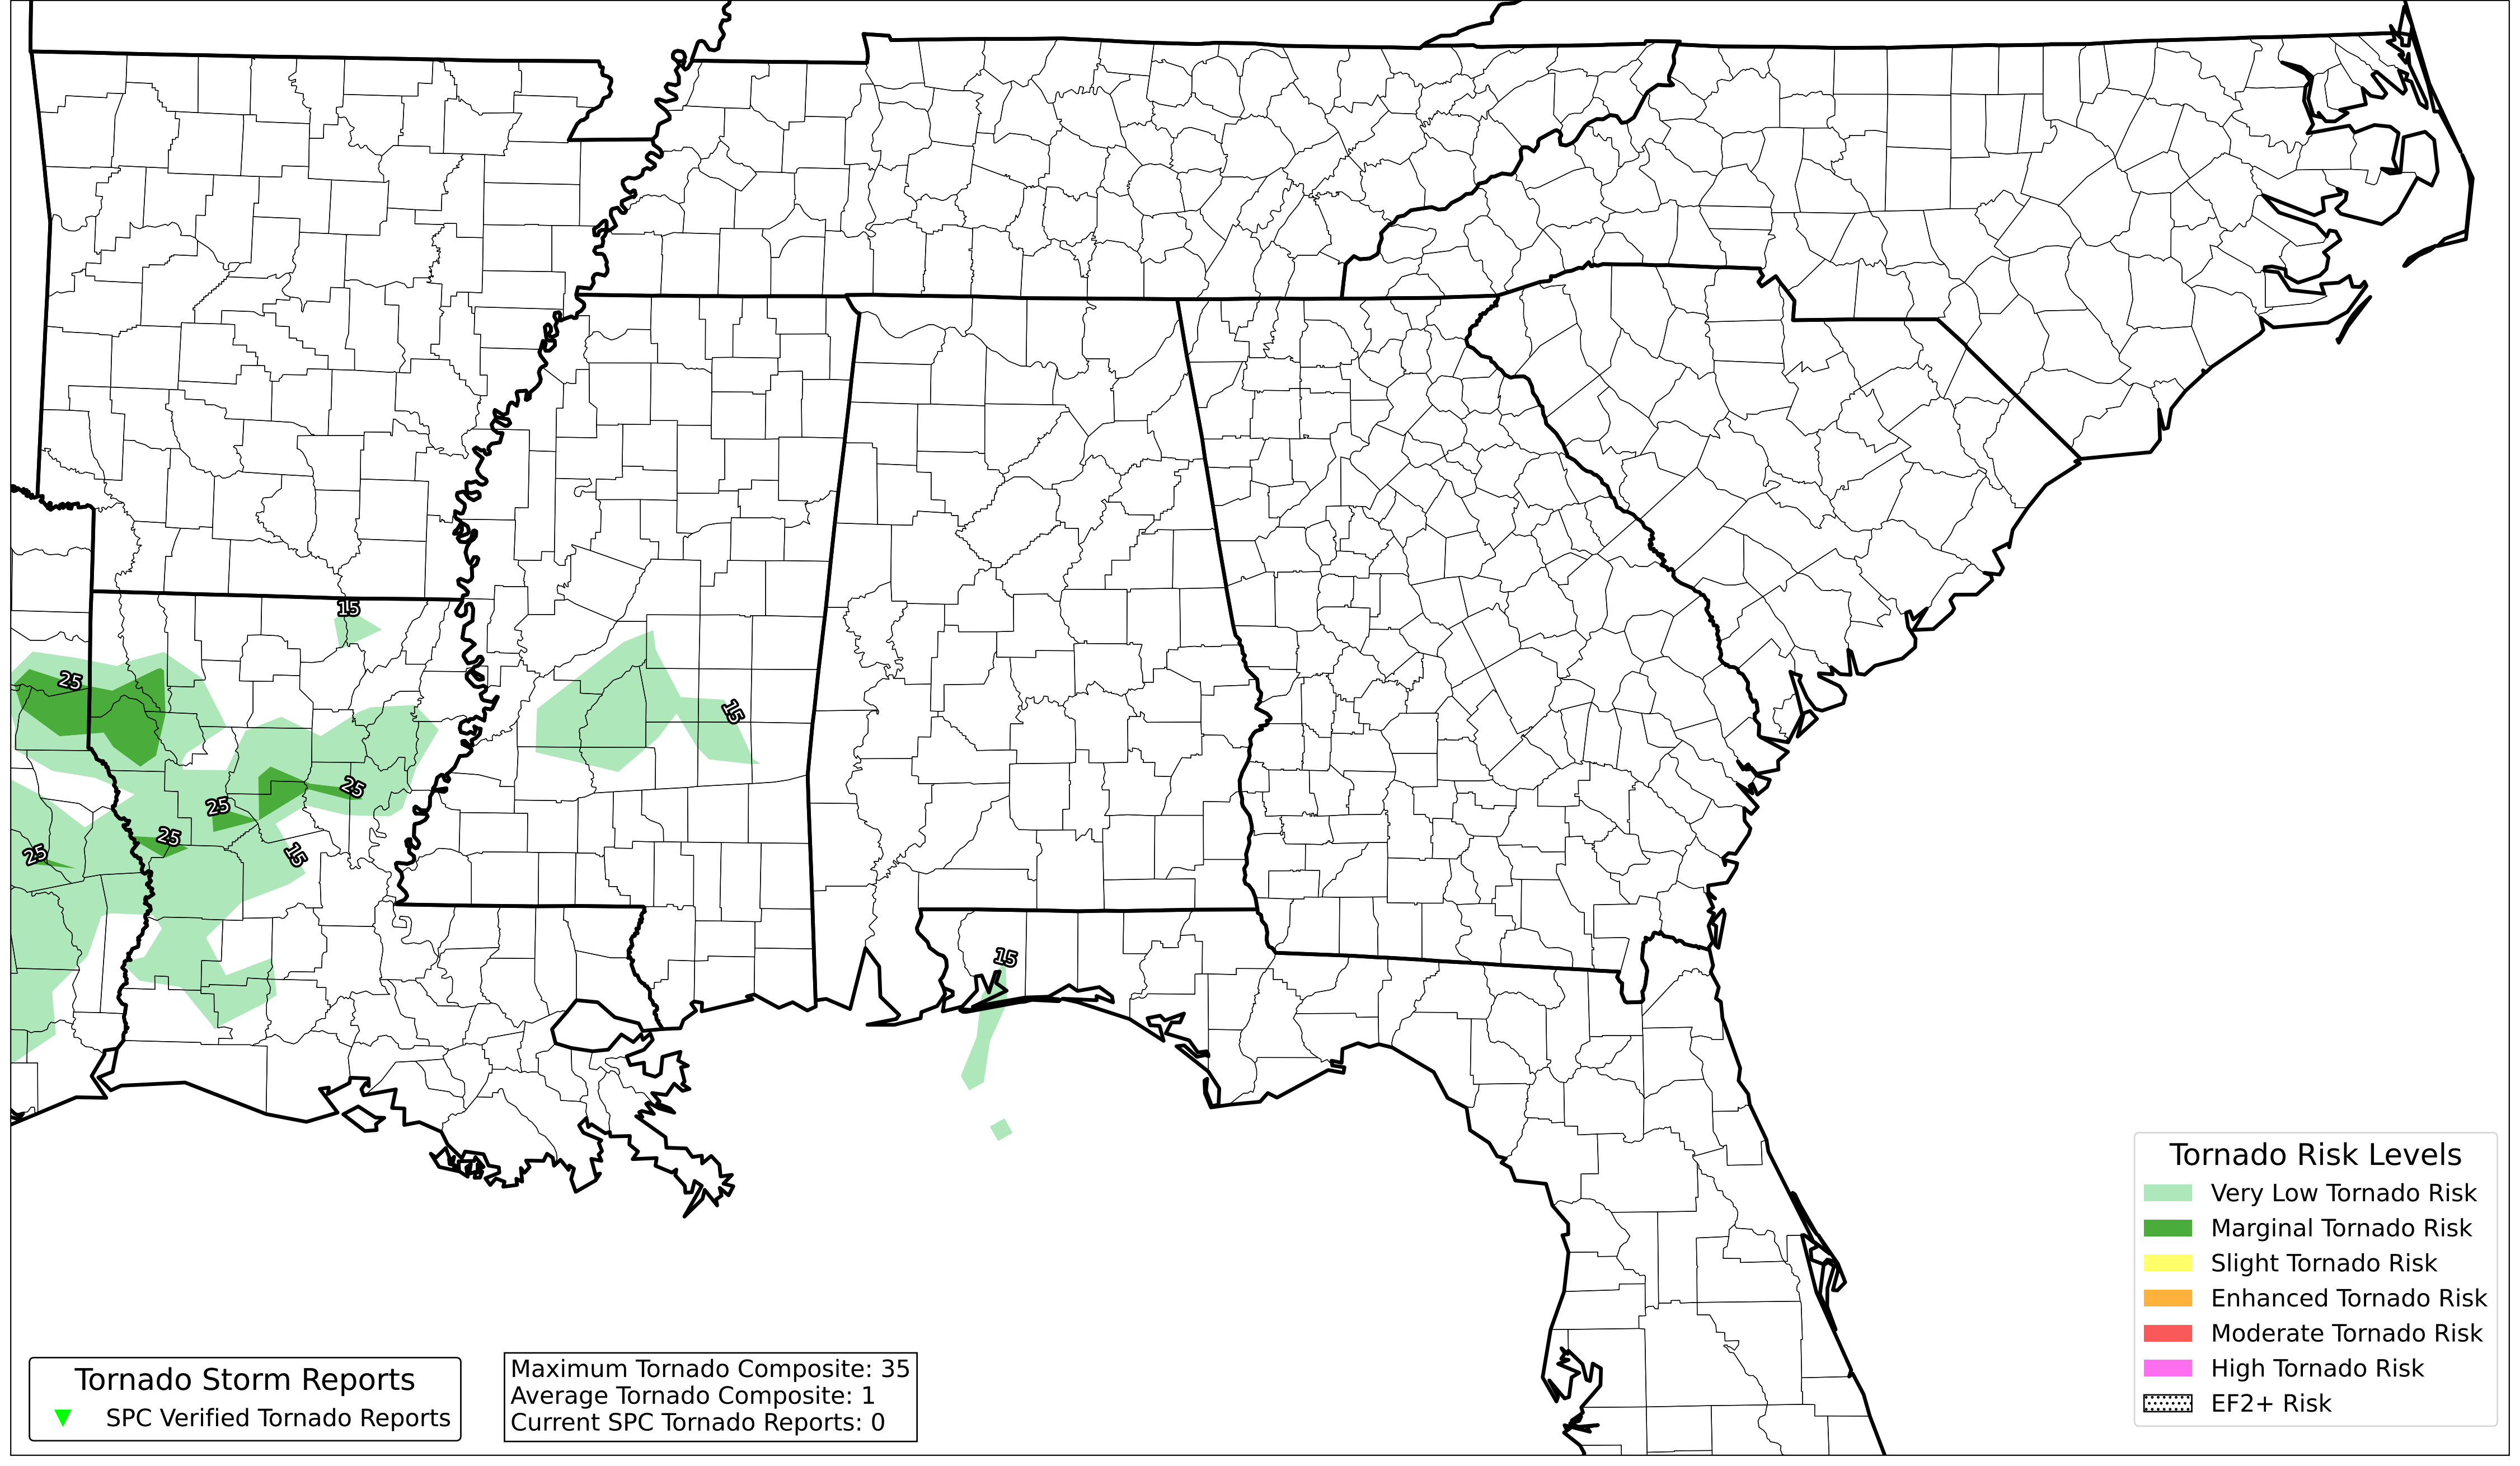 15
25
15
25
25
25
25
15
15
Tornado Risk Levels
Very Low Tornado Risk
Marginal Tornado Risk
Slight Tornado Risk
Enhanced Tornado Risk
Moderate Tornado Risk
High Tornado Risk
EF2+ Risk
Tornado Storm Reports
SPC Verified Tornado Reports
Maximum Tornado Composite: 35
Average Tornado Composite: 1
Current SPC Tornado Reports: 0